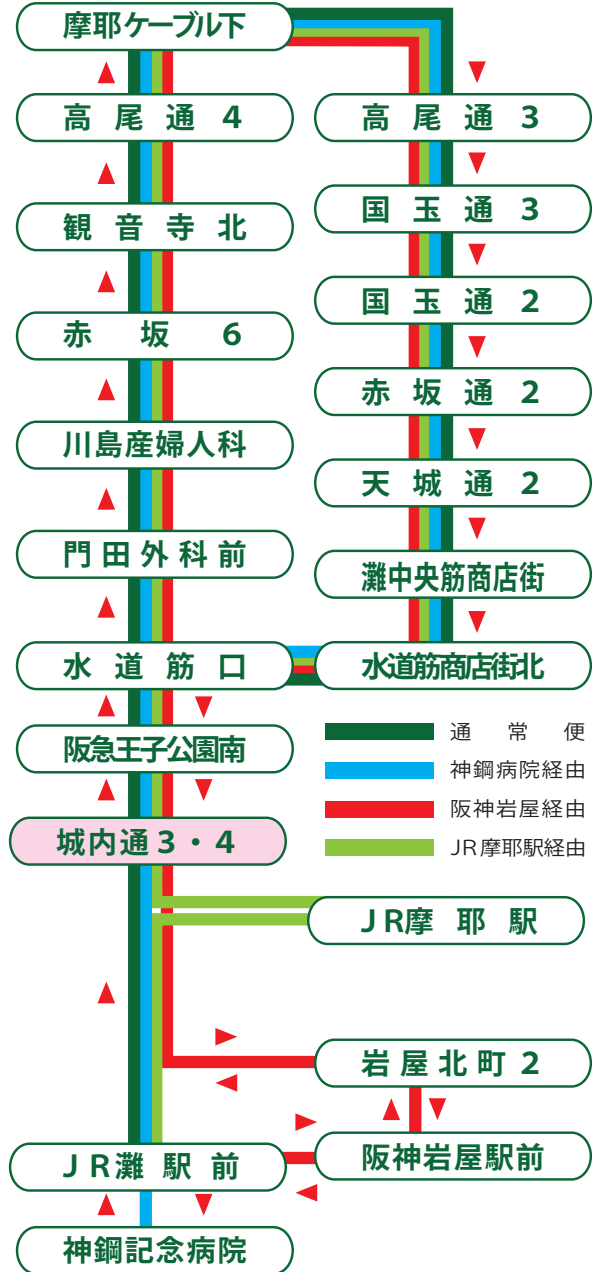 摩耶ケーブル下
高尾通4
高尾通3
観音寺北
国玉通3
赤坂6
国玉通2
川島産婦人科
赤坂通2
門田外科前
天城通2
灘中央筋商店街
水道筋口
水道筋商店街北
阪急王子公園南
城内通3・4
通常便
神鋼病院経由
阪神岩屋経由
JR摩耶駅経由
JR摩耶駅
岩屋北町2
阪神岩屋駅前
JR灘駅前
神鋼記念病院